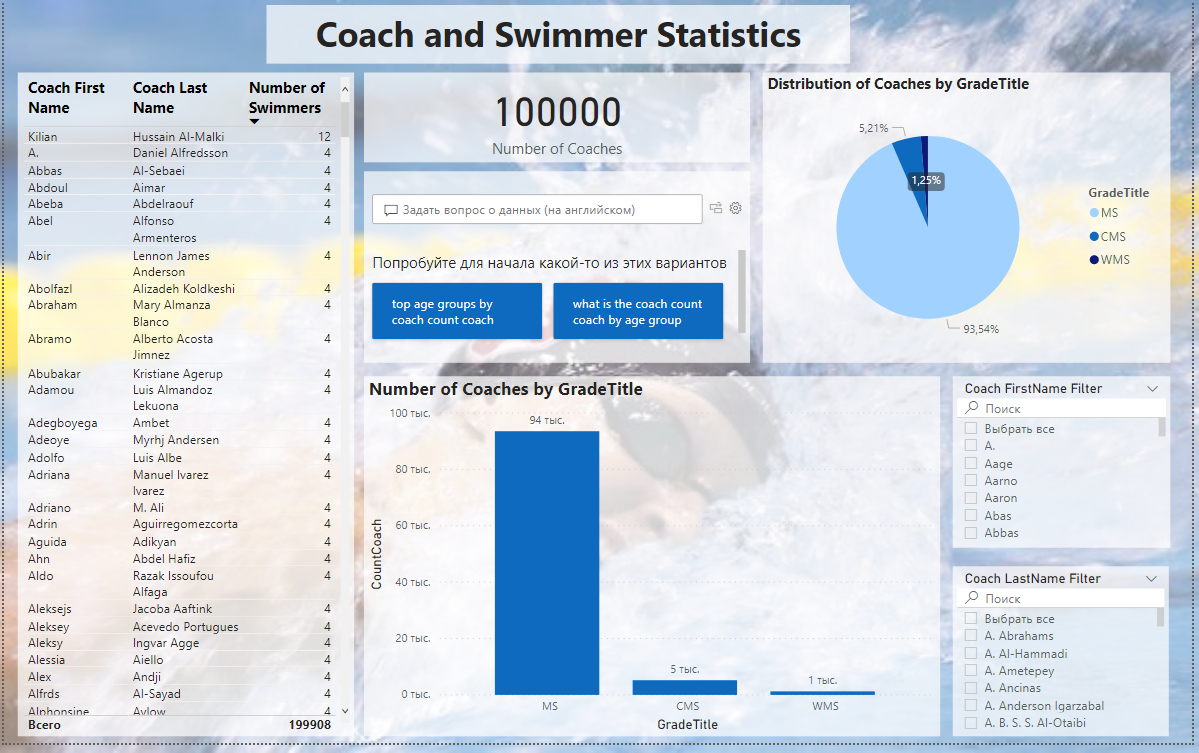 Coach and Swimmer Statistics
Coach First Name Coach Last Name Number of Swimmers
Kilian Hussain Al-Malki 12
A. Daniel Alfredsson 4
Abbas Al-Sebaei 4
Abdoul Aimar 4
Abeba Abdelraouf 4
Abel Alfonso Armenteros 4
Abir Lennon James Anderson 4
Abolfazl Alizadeh Koldkeshi 4
Abraham Mary Almanza Blanco 4
Abramo Alberto Acosta Jimnez 4
Abubakar Kristiane Agerup 4
Adamou Luis Almandoz Lekuona 4
Adegboyega Ambet 4
Adeoye Myrhj Andersen 4
Adolfo Luis Albe 4
Adriana Manuel Ivarez Ivarez 4
Adriano M. Ali 4
Adrin Aguirregomezcorta 4
Aguida Adikyan 4
Ahn Abdel Hafiz 4
Aldo Razak Issoufou Alfaga 4
Aleksejs Jacoba Aaftink 4
Aleksey Acevedo Portugues 4
Aleksy Ingvar Agge 4
Alessia Aiello 4
Alex Andji 4
Alfrds Al-Sayad 4
Alphonsine Aylow 4
Всего 199908
100000
Number of Coaches
Задать вопрос о данных (на английском)
Попробуйте для начала какой-то из этих вариантов
top age groups by coach count coach
what is the coach count coach by age group
Distribution of Coaches by GradeTitle
5,21%
1,25%
93,54%
GradeTitle
MS
CMS
WMS
Number of Coaches by GradeTitle
CountCoach
100 тыс.
80 тыс.
60 тыс.
40 тыс.
20 тыс.
0 тыс.
94 тыс.
5 тыс.
1 тыс.
MS CMS WMS
GradeTitle
Coach FirstName Filter
Поиск
Выбрать все
A.
Aage
Aarno
Aaron
Abas
Abbas
Coach LastName Filter
Поиск
Выбрать все
A. Abrahams
A. Al-Hammadi
A. Ametepey
A. Ancinas
A. Anderson Igarzabal
A. B. S. S. Al-Otaibi